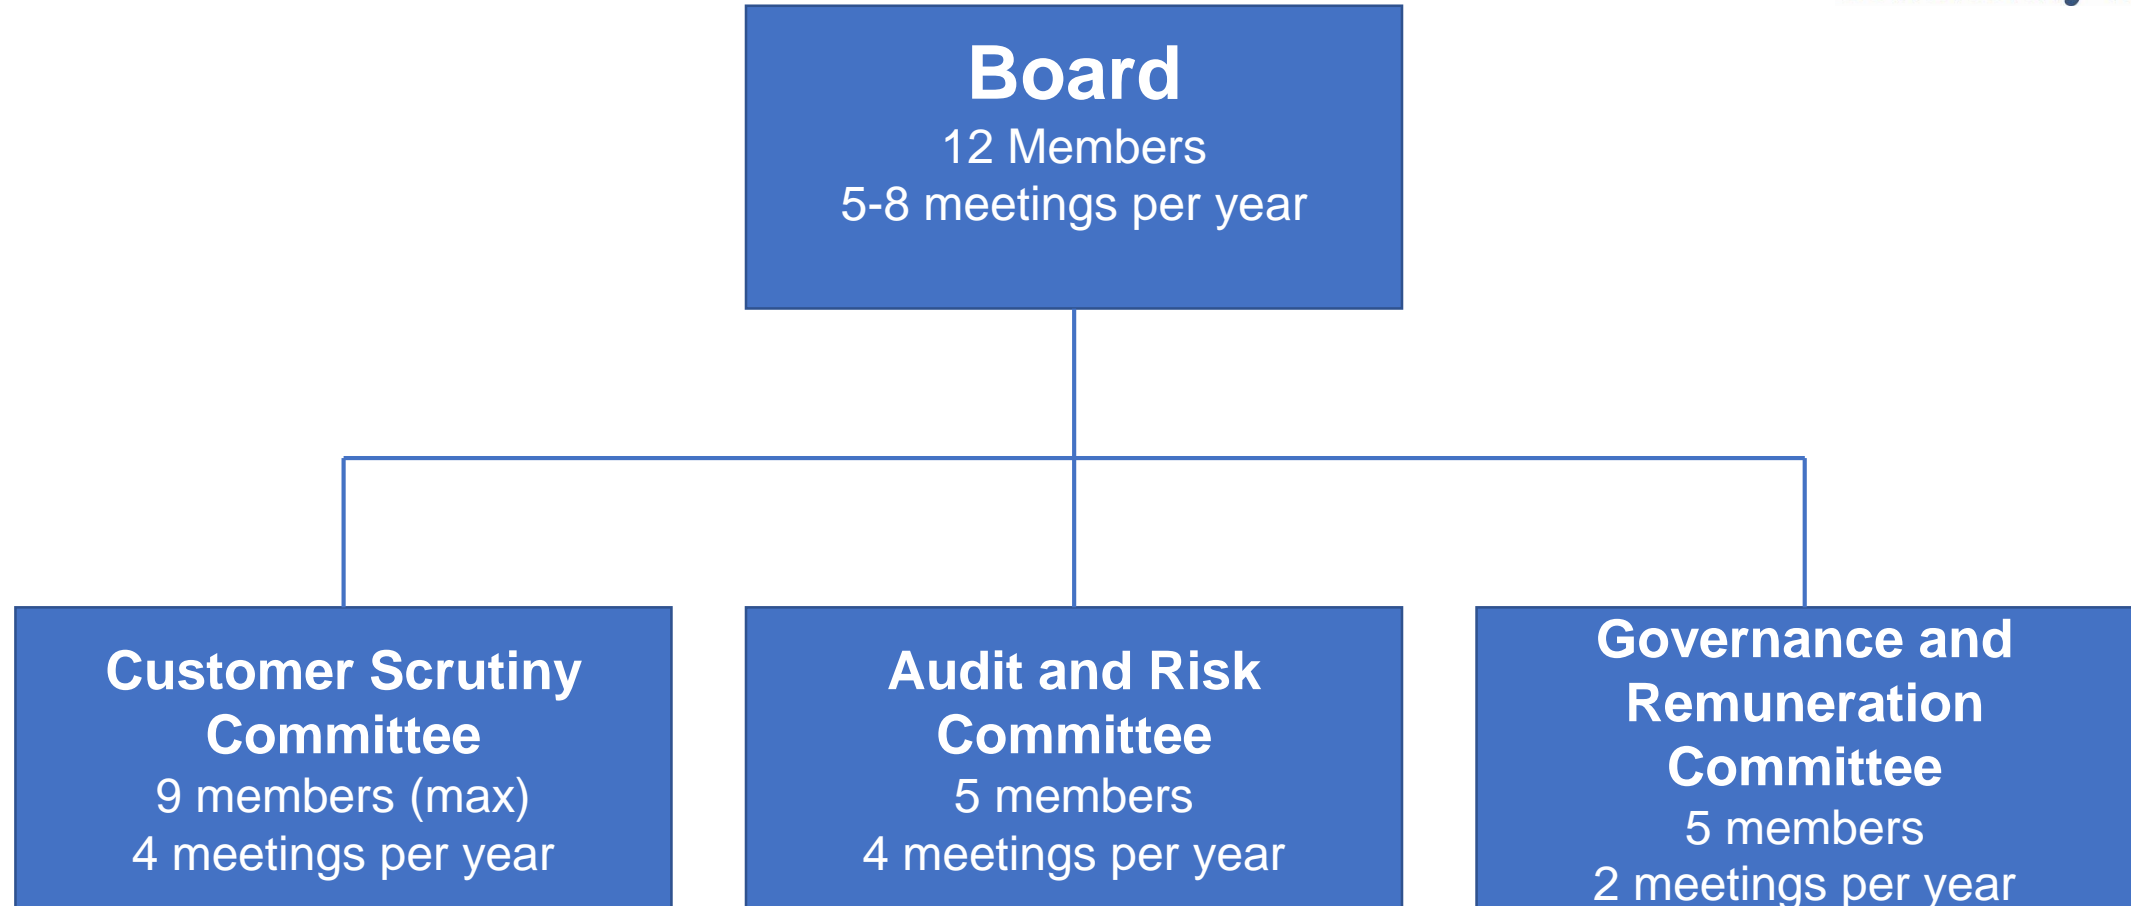 Board
12 Members
5-8 meetings per year
Customer Scrutiny
Committee
9 members (max)
4 meetings per year
Audit and Risk
Committee
5 members
4 meetings per year
Governance and
Remuneration
Committee
5 members
2 meetings per year